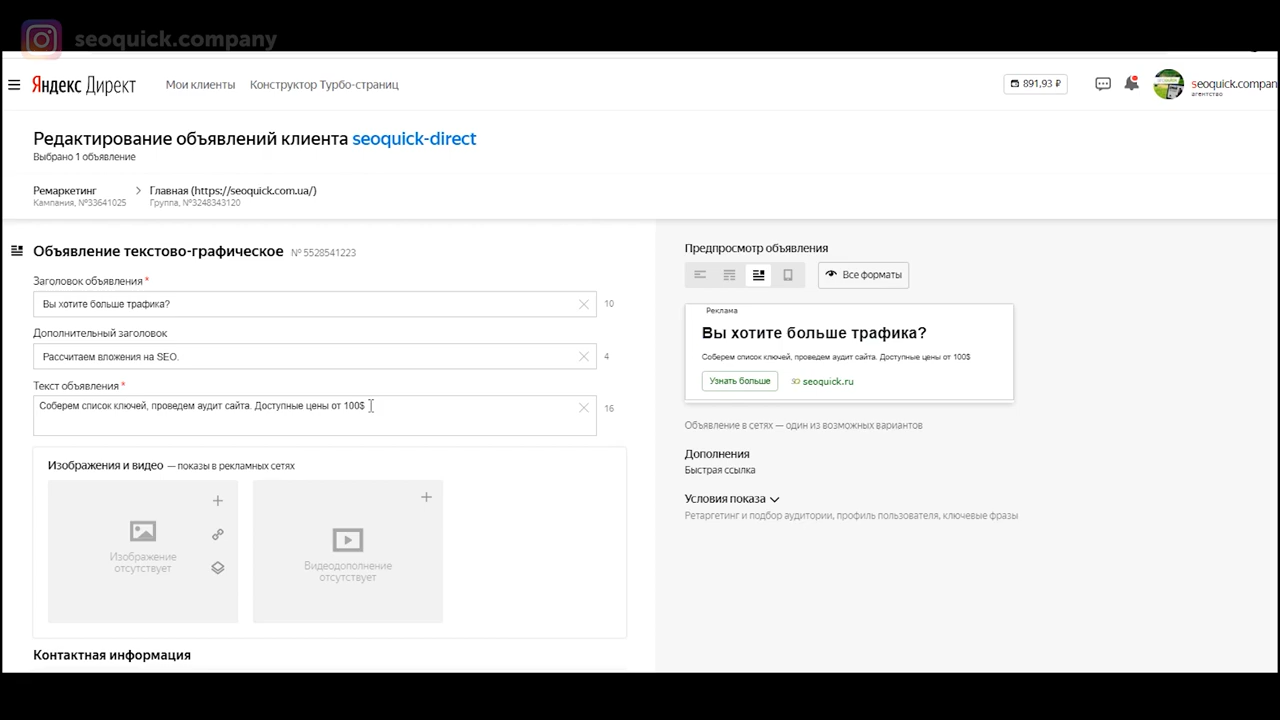 seoquick.company
Яндекс Директ
Мои клиенты
Конструктор Турбо-страниц
891,93 ₽
seoquick.compan
агентство
Редактирование объявлений клиента seoquick-direct
Выбрано 1 объявление
Ремаркетинг
Главная (https://seoquick.com.ua/)
Кампания, №33641025
Группа, №3248343120
Объявление текстово-графическое № 5528541223
Заголовок объявления *
Вы хотите больше трафика?
10
Дополнительный заголовок
Рассчитаем вложения на SEO.
4
Текст объявления *
Соберем список ключей, проведем аудит сайта. Доступные цены от 100$
16
Изображения и видео — показы в рекламных сетях
Изображение
отсутствует
Видеодополнение
отсутствует
Контактная информация
Предпросмотр объявления
Все форматы
Реклама
Вы хотите больше трафика?
Соберем список ключей, проведем аудит сайта. Доступные цены от 100$
Узнать больше
seoquick.ru
Объявление в сетях — один из возможных вариантов
Дополнения
Быстрая ссылка
Условия показа
Ретаргетинг и подбор аудитории, профиль пользователя, ключевые фразы